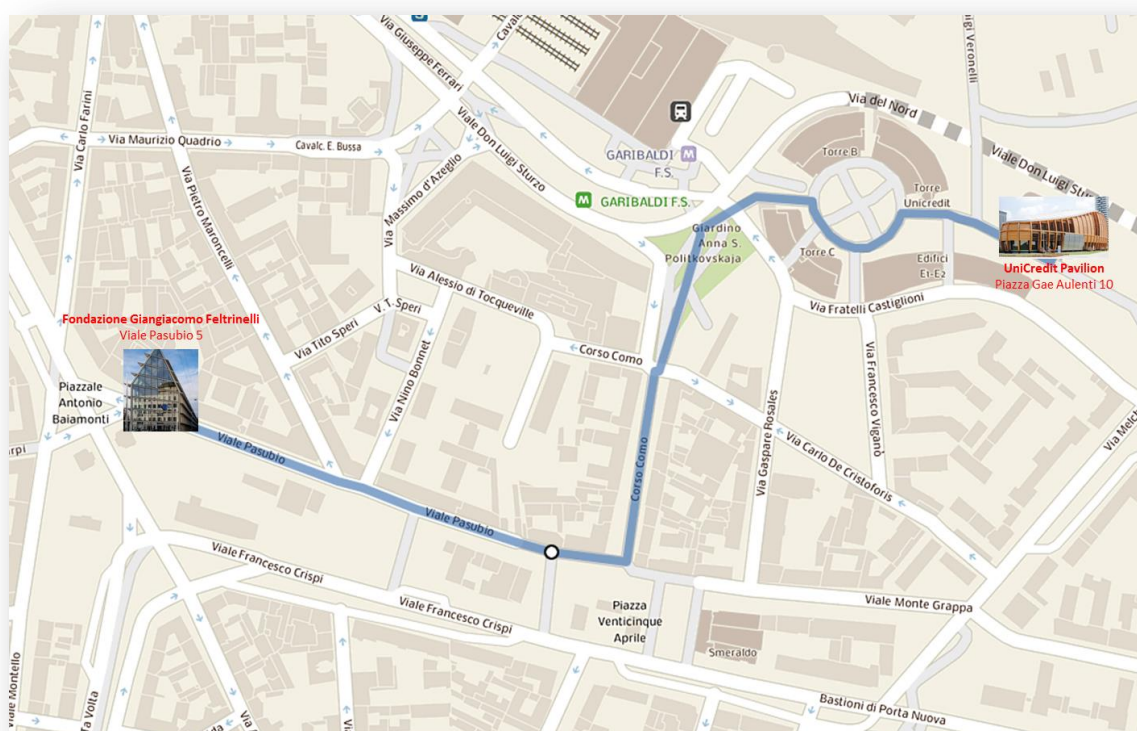 Via Giuseppe Ferrari
Viale Don Luigi Sturzo
Via Carlo Farini
Via Maurizio Quadrio
Cavalc. E. Bussa
Via Massimo d'Azeglio
Via Pietro Maroncelli
GARIBALDI M
F.S.
M GARIBALDI F.S.
Via del Nord
Torre B
Torre
Unicredit
Torre C
Edifici
E1-E2
Giardino
Anna S.
Politkovskaja
UniCredit Pavilion
Piazza Gae Aulenti 10
Via Alessio di Tocqueville
V. T. Speri
Via Tito Speri
Via Nino Bonnet
Corso Como
Corso Como
Via Fratelli Castiglioni
Via Francesco Viganò
Via Gaspare Rosales
Via Carlo De Cristoforis
Fondazione Giangiacomo Feltrinelli
Viale Pasubio 5
Piazzale
Antonio
Baiamonti
Viale Pasubio
Viale Pasubio
Viale Francesco Crispi
Viale Francesco Crispi
Piazza
Venticinque
Aprile
Smeraldo
Viale Monte Grappa
Bastioni di Porta Nuova
Viale Montello
Ta Volta